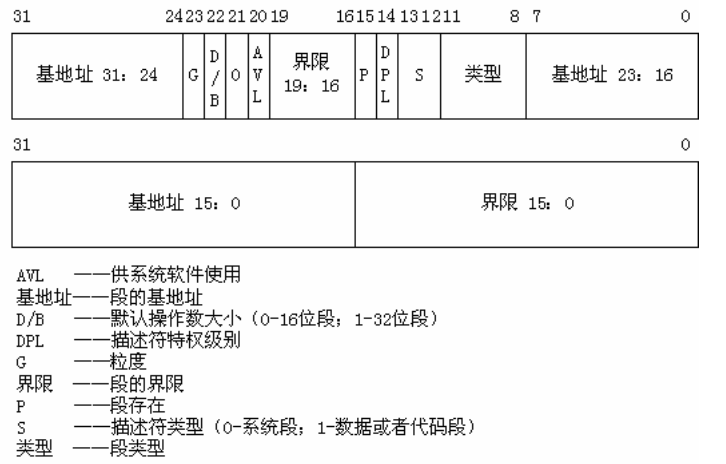 31 24 23 22 21 20 19 16 15 14 13 12 11 8 7 0
基地址 31：24 G D/B 0 AVL 界限 19：16 P DPL S 类型 基地址 23：16
31 0
基地址 15：0 界限 15：0
AVL ——供系统软件使用
基地址——段的基地址
D/B ——默认操作数大小（0-16位段；1-32位段）
DPL ——描述符特权级别
G ——粒度
界限 ——段的界限
P ——段存在
S ——描述符类型（0-系统段；1-数据或者代码段）
类型 ——段类型